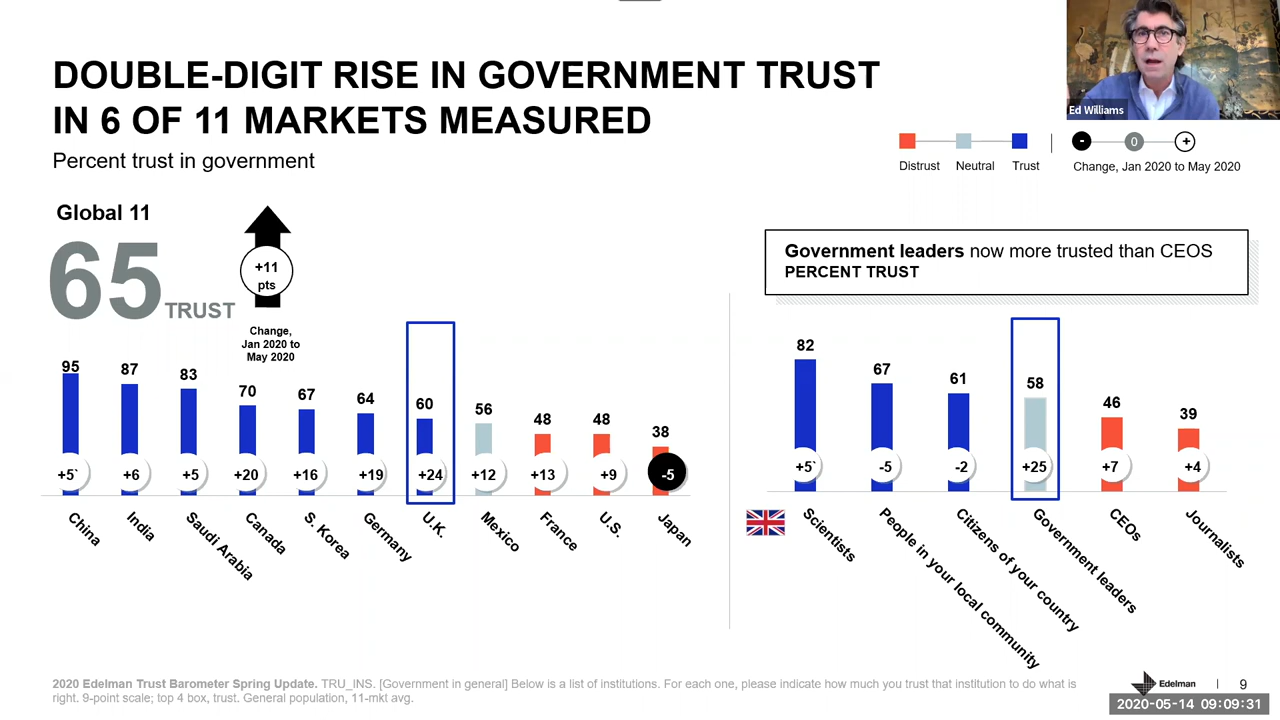 DOUBLE-DIGIT RISE IN GOVERNMENT TRUST
IN 6 OF 11 MARKETS MEASURED
Percent trust in government
Ed Williams
Distrust
Neutral
Trust
-
0
+
Change, Jan 2020 to May 2020
Global 11
65 TRUST
+11
pts
Change,
Jan 2020 to
May 2020
95
87
83
70
67
64
60
56
48
48
38
+5`
+6
+5
+20
+16
+19
+24
+12
+13
+9
-5
China
India
Saudi Arabia
Canada
S. Korea
Germany
U.K.
Mexico
France
U.S.
Japan
Government leaders now more trusted than CEOS
PERCENT TRUST
82
67
61
58
46
39
+5`
-5
-2
+25
+7
+4
Scientists
People in your local community
Citizens of your country
Government leaders
CEOs
Journalists
2020 Edelman Trust Barometer Spring Update. TRU_INS. [Government in general] Below is a list of institutions. For each one, please indicate how much you trust that institution to do what is
right. 9-point scale; top 4 box, trust. General population, 11-mkt avg.
Edelman | 9
2020-05-14 09:09:31